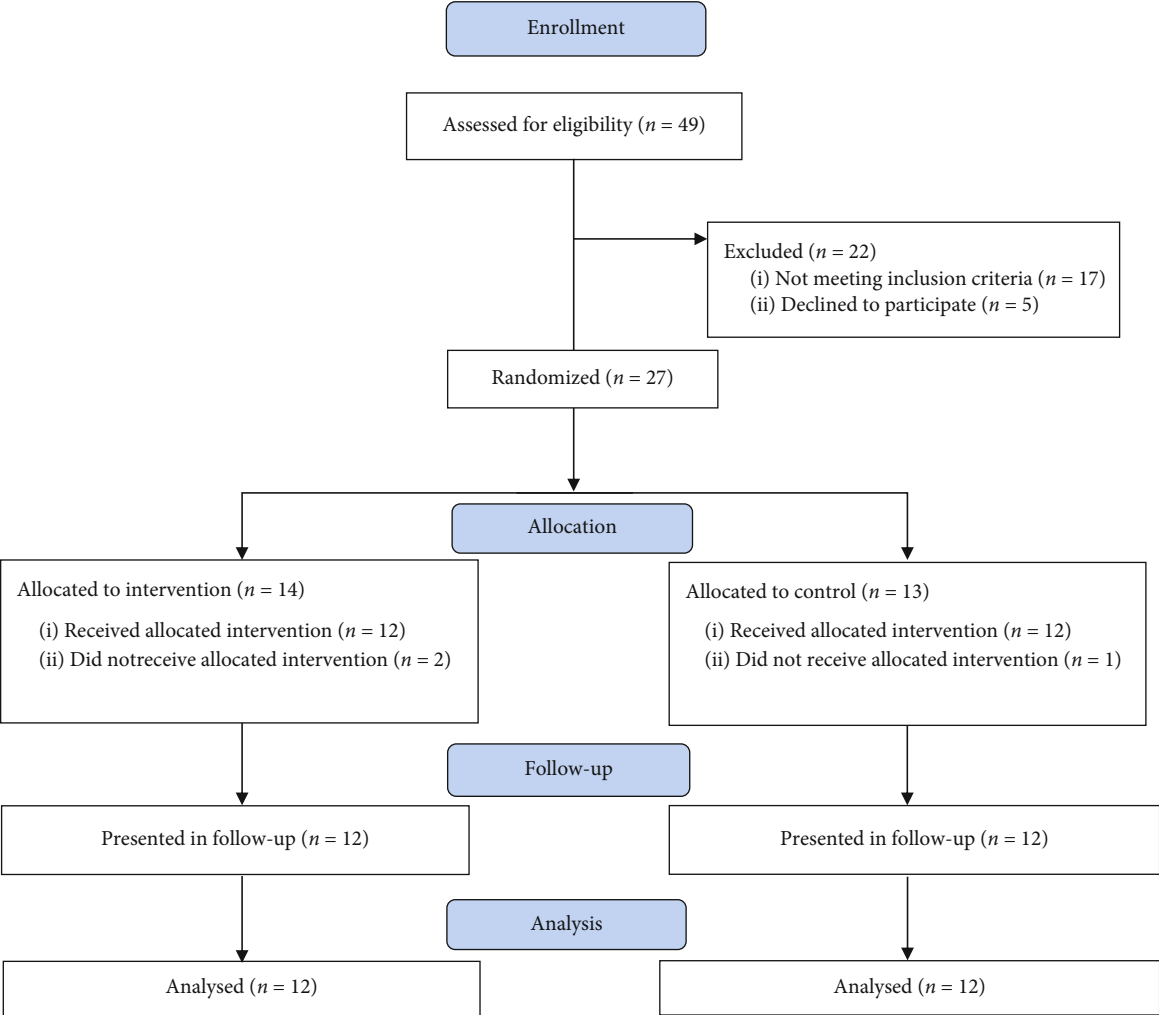 Enrollment
Assessed for eligibility (n = 49)
Excluded (n = 22)
(i) Not meeting inclusion criteria (n = 17)
(ii) Declined to participate (n = 5)
Randomized (n = 27)
Allocation
Allocated to intervention (n = 14)
(i) Received allocated intervention (n = 12)
(ii) Did notreceive allocated intervention (n = 2)
Allocated to control (n = 13)
(i) Received allocated intervention (n = 12)
(ii) Did not receive allocated intervention (n = 1)
Follow-up
Presented in follow-up (n = 12)
Presented in follow-up (n = 12)
Analysis
Analysed (n = 12)
Analysed (n = 12)